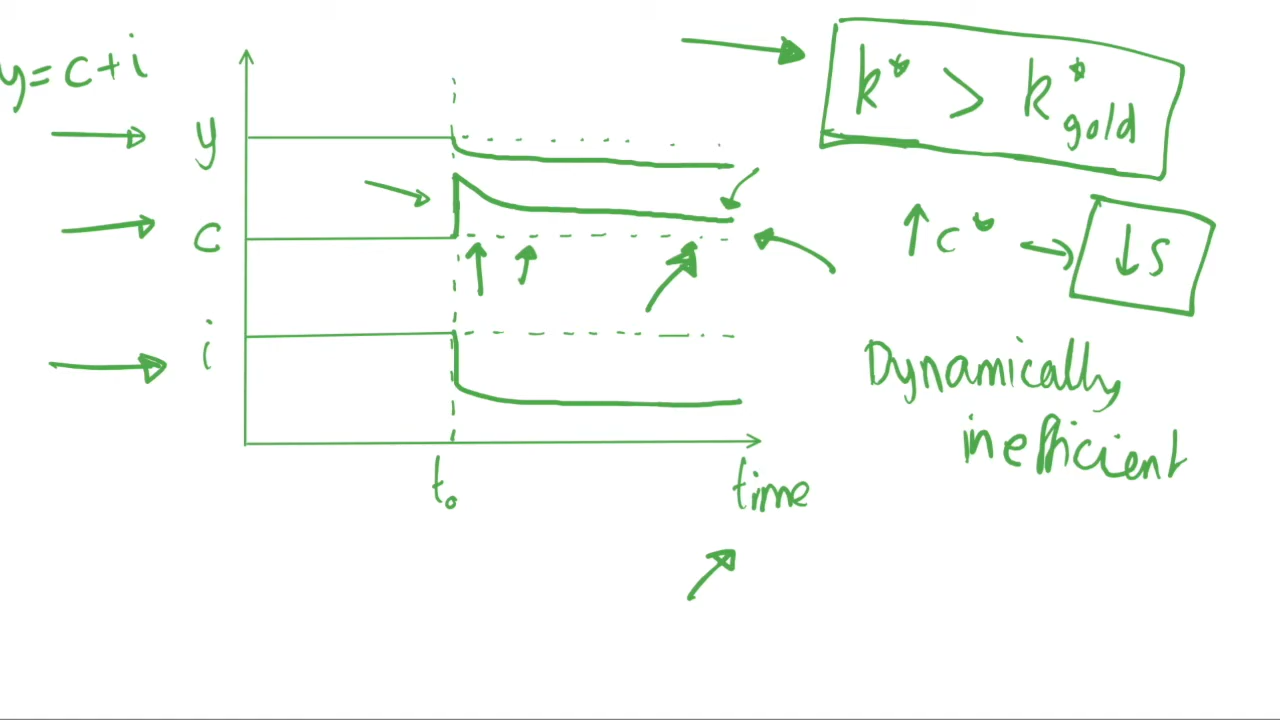 y = c + i
k* > k*gold
y
c
↑ c* → ↓ s
i
Dynamically
inefficient
t₀
time